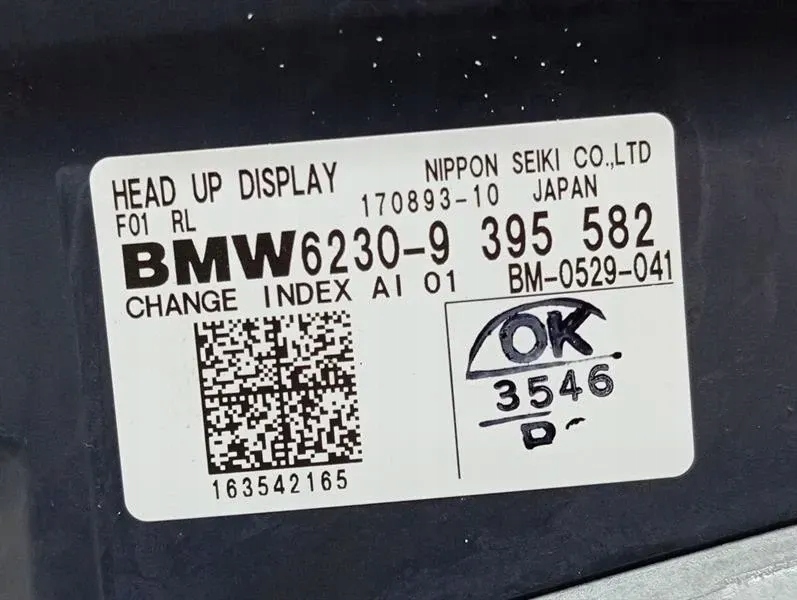 HEAD UP DISPLAY NIPPON SEIKI CO.,LTD
F01 RL 170893-10 JAPAN
BMW 6230-9 395 582
CHANGE INDEX AI 01 BM-0529-041
OK
3546
163542165